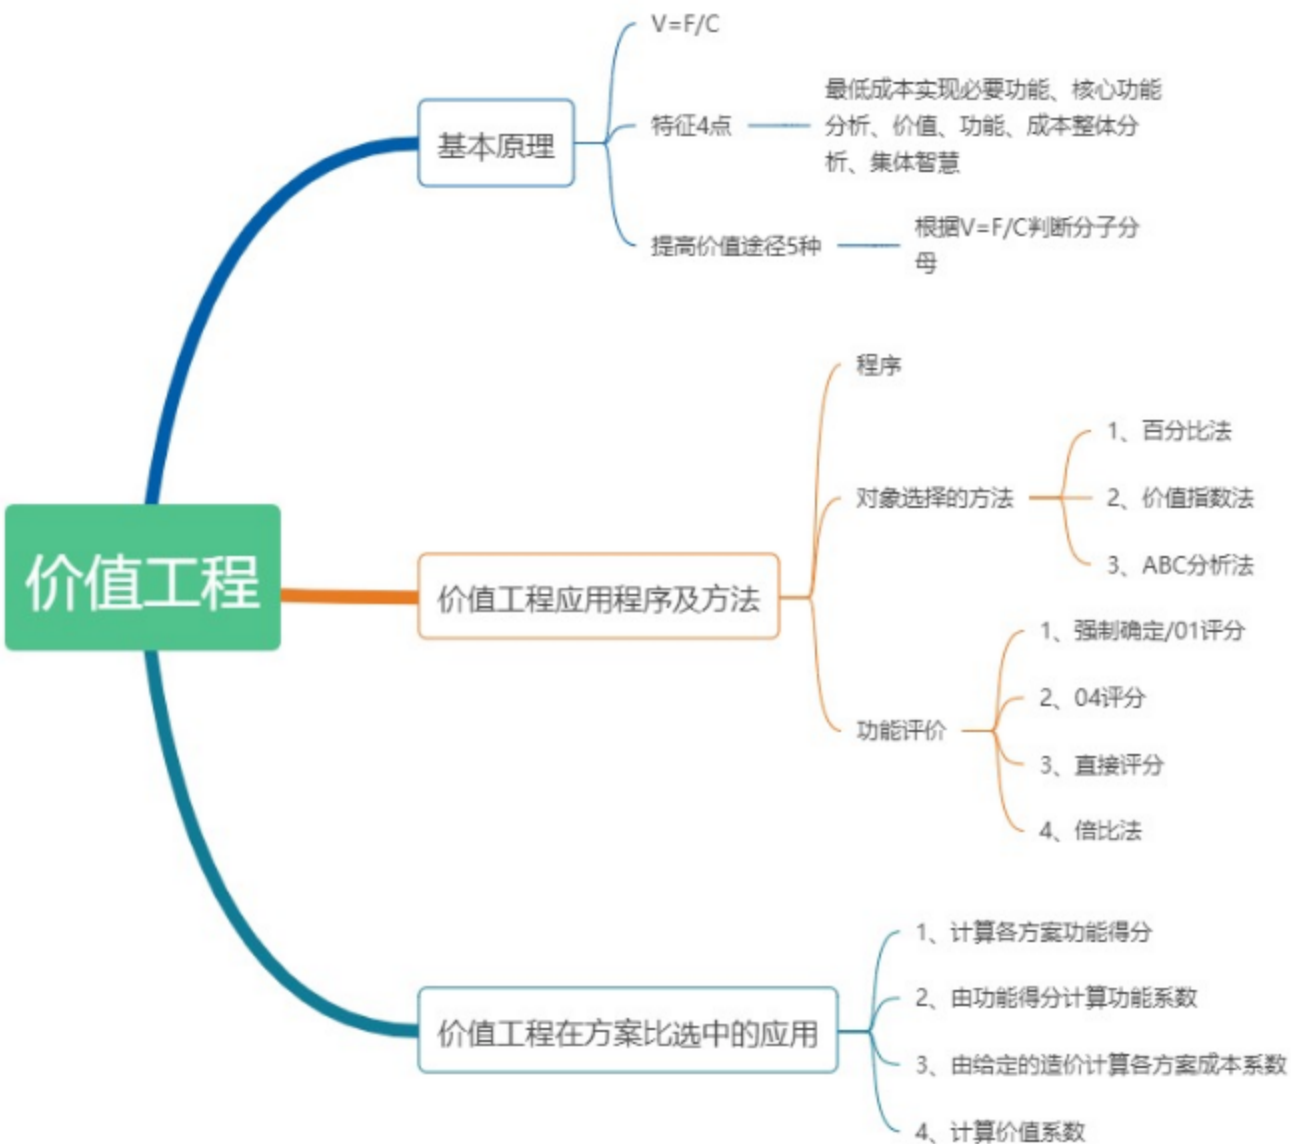 价值工程
基本原理
V=F/C
特征4点
最低成本实现必要功能、核心功能
分析、价值、功能、成本整体分
析、集体智慧
提高价值途径5种
根据V=F/C判断分子分
母
价值工程应用程序及方法
程序
对象选择的方法
1、百分比法
2、价值指数法
3、ABC分析法
功能评价
1、强制确定/01评分
2、04评分
3、直接评分
4、倍比法
价值工程在方案比选中的应用
1、计算各方案功能得分
2、由功能得分计算功能系数
3、由给定的造价计算各方案成本系数
4、计算价值系数